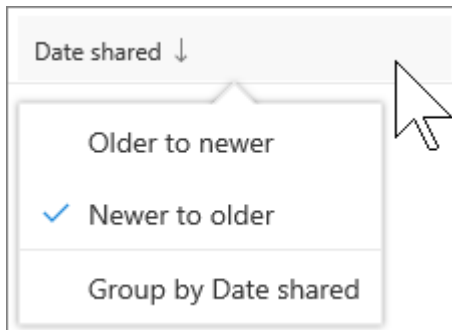 Date shared ↓
Older to newer
Newer to older
Group by Date shared